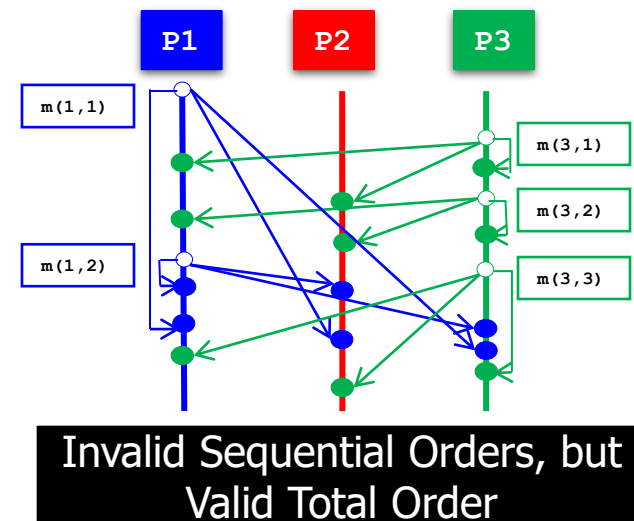 P1
P2
P3
m(1,1)
m(3,1)
m(3,2)
m(1,2)
m(3,3)
Invalid Sequential Orders, but
Valid Total Order